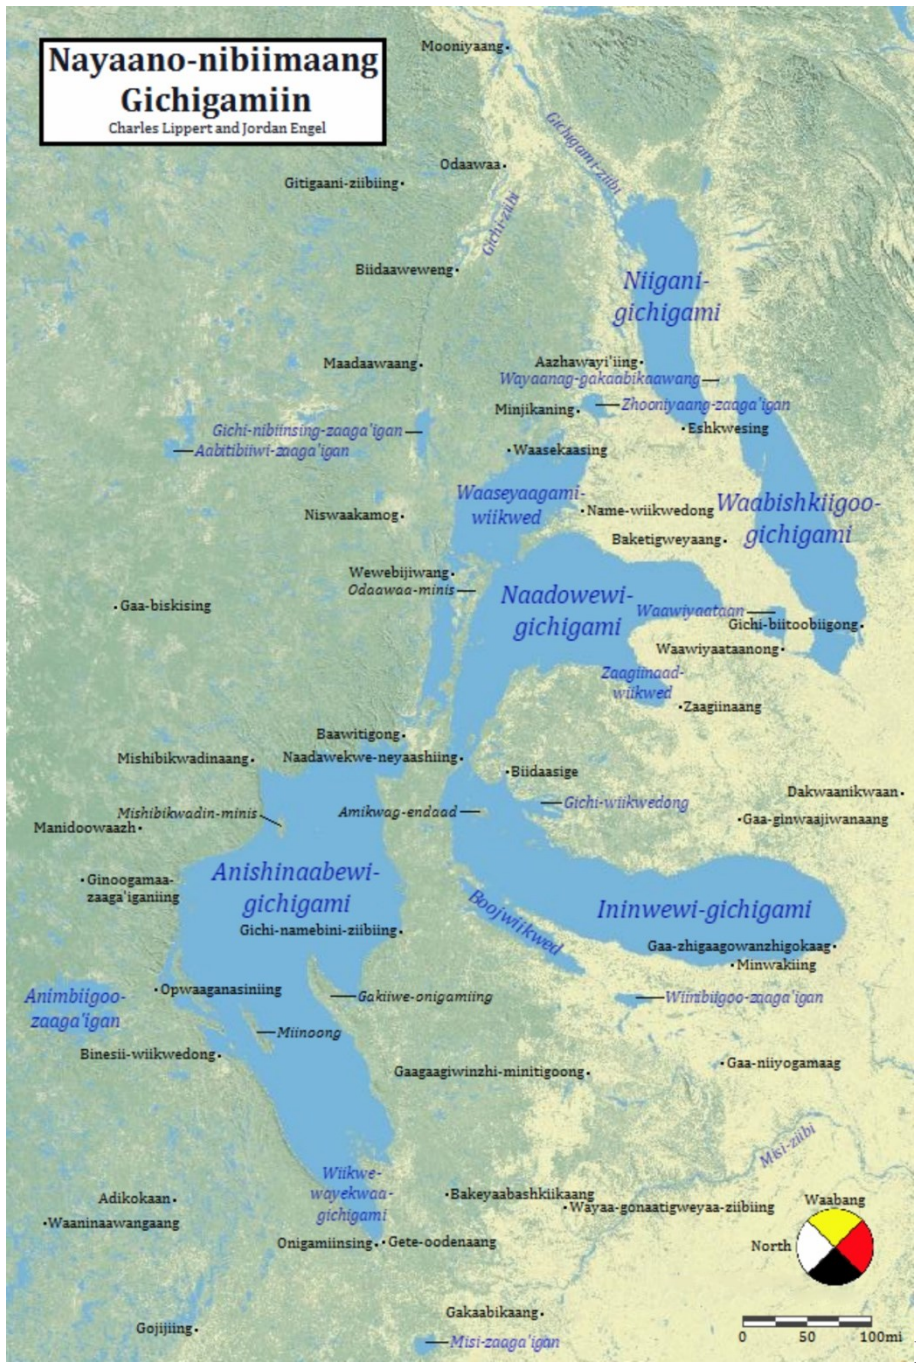 Nayaano-nibiimaang
Gichigamiin
Charles Lippert and Jordan Engel
Mooniyaang
Gichigami-ziibi
Odaawaa
Gitigaani-ziibiing
Gichi-ziibi
Biidaaweweng
Niigani-
gichigami
Maadaawaang
Aazhawayi'iing
Wayaanag-gakaabikaawang
Minjikaning
Zhooniyaang-zaaga'igan
Gichi-nibiinsing-zaaga'igan
Eshkwesing
Aabitibiiwi-zaaga'igan
Waasekaasing
Waaseyaagami-
wiikwed
Waabishkiigoo-
gichigami
Niswaakamog
Name-wiikwedong
Baketigweyaang
Wewebijiwang
Odaawaa-minis
Naadowewi-
gichigami
Gaa-biskising
Waawiyaataan
Gichi-biitoobiigong
Waawiyaataanong
Zaagiinaad-
wiikwed
Zaagiinaang
Baawitigong
Mishibikwadinaang
Naadawekwe-neyaashiing
Biidaasige
Dakwaanikwaan
Gichi-wiikwedong
Mishibikwadin-minis
Amikwag-endaad
Gaa-ginwaajiwanaang
Manidoowaazh
Anishinaabewi-
gichigami
Ginoogamaa-
zaaga'iganiing
Boojwiikwed
Ininwewi-gichigami
Gichi-namebini-ziibiing
Gaa-zhigaagowanzhigokaag
Minwakiing
Animbiigoo-
zaaga'igan
Opwaaganasiniing
Gakiiwe-onigamiing
Wiinibiigoo-zaaga'igan
Miinoong
Binesii-wiikwedong
Gaagaagiwinzhi-minitigoong
Gaa-niiyogamaag
Misi-ziibi
Wiikwe-
wayekwaa-
gichigami
Adikokaan
Bakeyaabashkiikaang
Wayaa-gonaatigweyaa-ziibiing
Waabang
Waaninaawangaang
Onigamiinsing
Gete-oodenaang
North
Gakaabikaang
Gojijiing
Misi-zaaga'igan
0 50 100mi